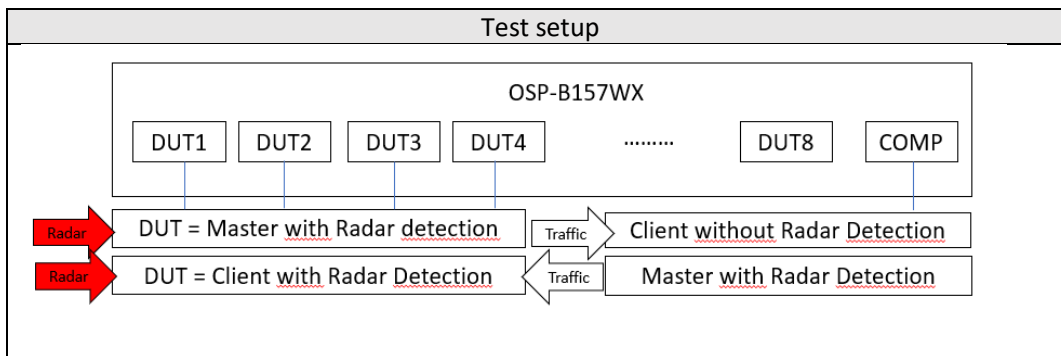 Test setup
OSP-B157WX
DUT1 DUT2 DUT3 DUT4 ......... DUT8 COMP
Radar DUT = Master with Radar detection Traffic Client without Radar Detection
Radar DUT = Client with Radar Detection Traffic Master with Radar Detection